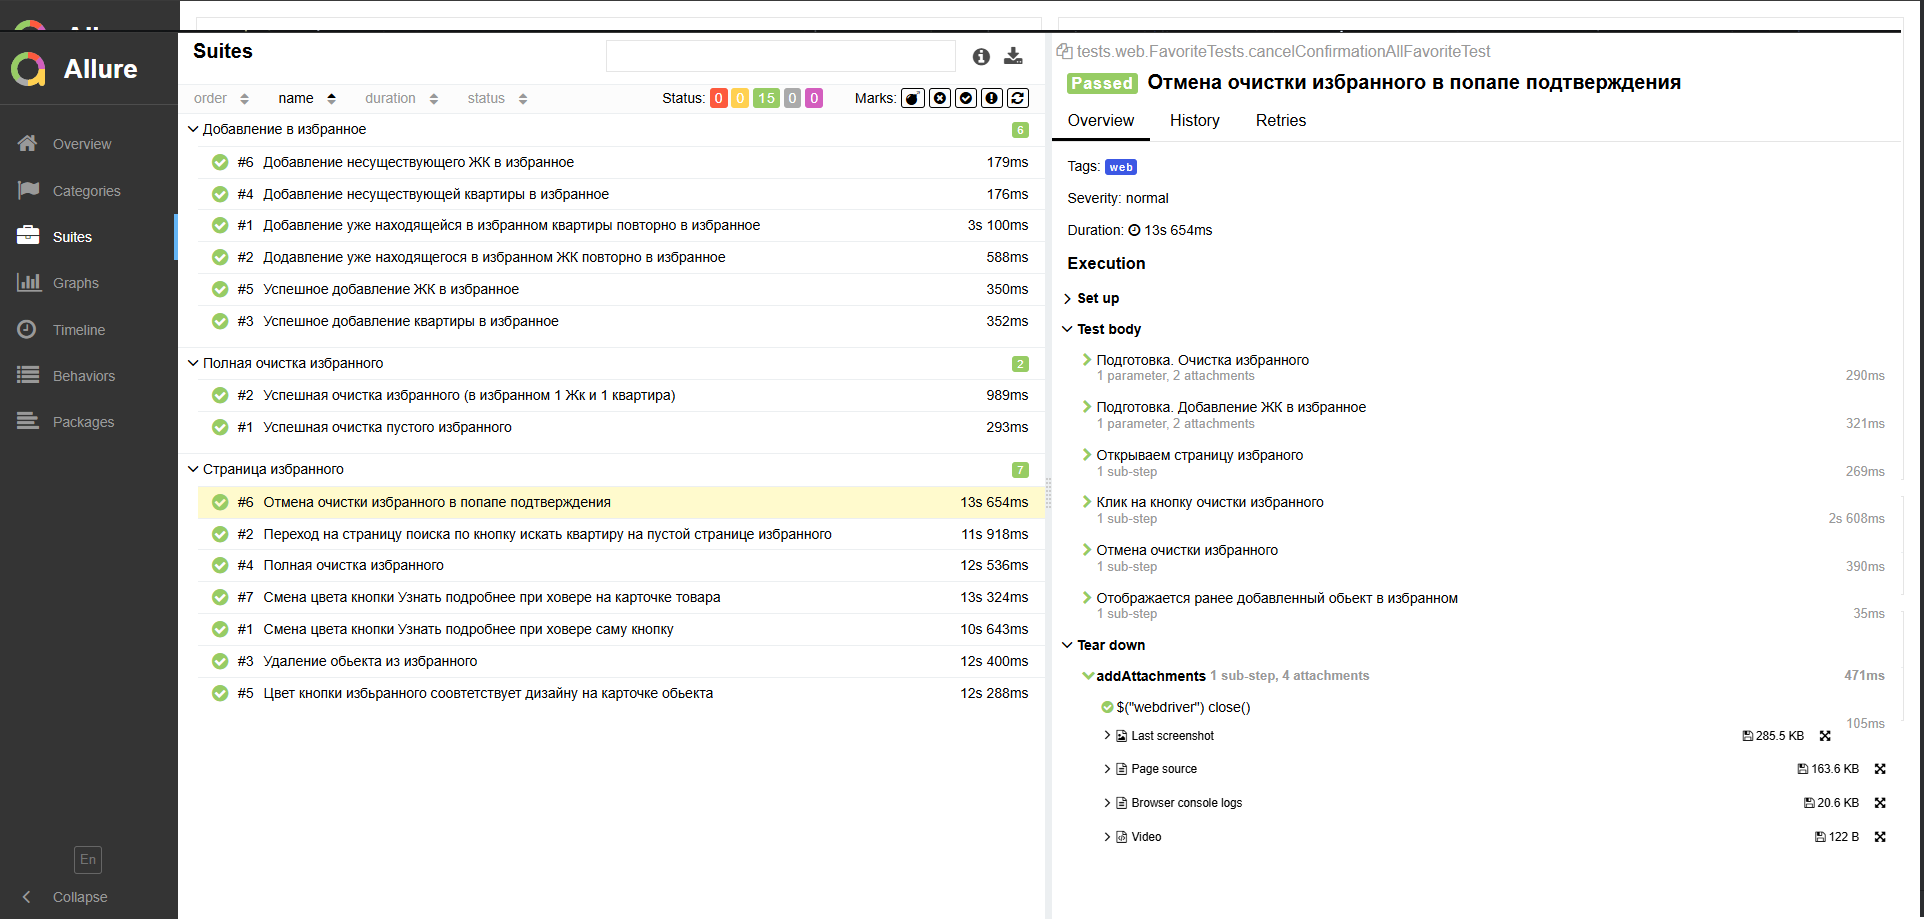 Allure
Overview
Categories
Suites
Graphs
Timeline
Behaviors
Packages
En
Collapse
Suites
order name duration status Status: 0 0 15 0 0 Marks:
Добавление в избранное 6
#6 Добавление несуществующего ЖК в избранное 179ms
#4 Добавление несуществующей квартиры в избранное 176ms
#1 Добавление уже находящейся в избранном квартиры повторно в избранное 3s 100ms
#2 Додавление уже находящегося в избранном ЖК повторно в избранное 588ms
#5 Успешное добавление ЖК в избранное 350ms
#3 Успешное добавление квартиры в избранное 352ms
Полная очистка избранного 2
#2 Успешная очистка избранного (в избранном 1 Жк и 1 квартира) 989ms
#1 Успешная очистка пустого избранного 293ms
Страница избранного 7
#6 Отмена очистки избранного в попапе подтверждения 13s 654ms
#2 Переход на страницу поиска по кнопку искать квартиру на пустой странице избранного 11s 918ms
#4 Полная очистка избранного 12s 536ms
#7 Смена цвета кнопки Узнать подробнее при ховере на карточке товара 13s 324ms
#1 Смена цвета кнопки Узнать подробнее при ховере саму кнопку 10s 643ms
#3 Удаление обьекта из избранного 12s 400ms
#5 Цвет кнопки избьранного соовтетствует дизайну на карточке обьекта 12s 288ms
tests.web.FavoriteTests.cancelConfirmationAllFavoriteTest
Passed Отмена очистки избранного в попапе подтверждения
Overview History Retries
Tags: web
Severity: normal
Duration: 13s 654ms
Execution
Set up
Test body
Подготовка. Очистка избранного
1 parameter, 2 attachments 290ms
Подготовка. Добавление ЖК в избранное
1 parameter, 2 attachments 321ms
Открываем страницу избраного
1 sub-step 269ms
Клик на кнопку очистки избранного
1 sub-step 2s 608ms
Отмена очистки избранного
1 sub-step 390ms
Отображается ранее добавленный обьект в избранном
1 sub-step 35ms
Tear down
addAttachments 1 sub-step, 4 attachments 471ms
$("webdriver") close()
105ms
Last screenshot 285.5 KB
Page source 163.6 KB
Browser console logs 20.6 KB
Video 122 B